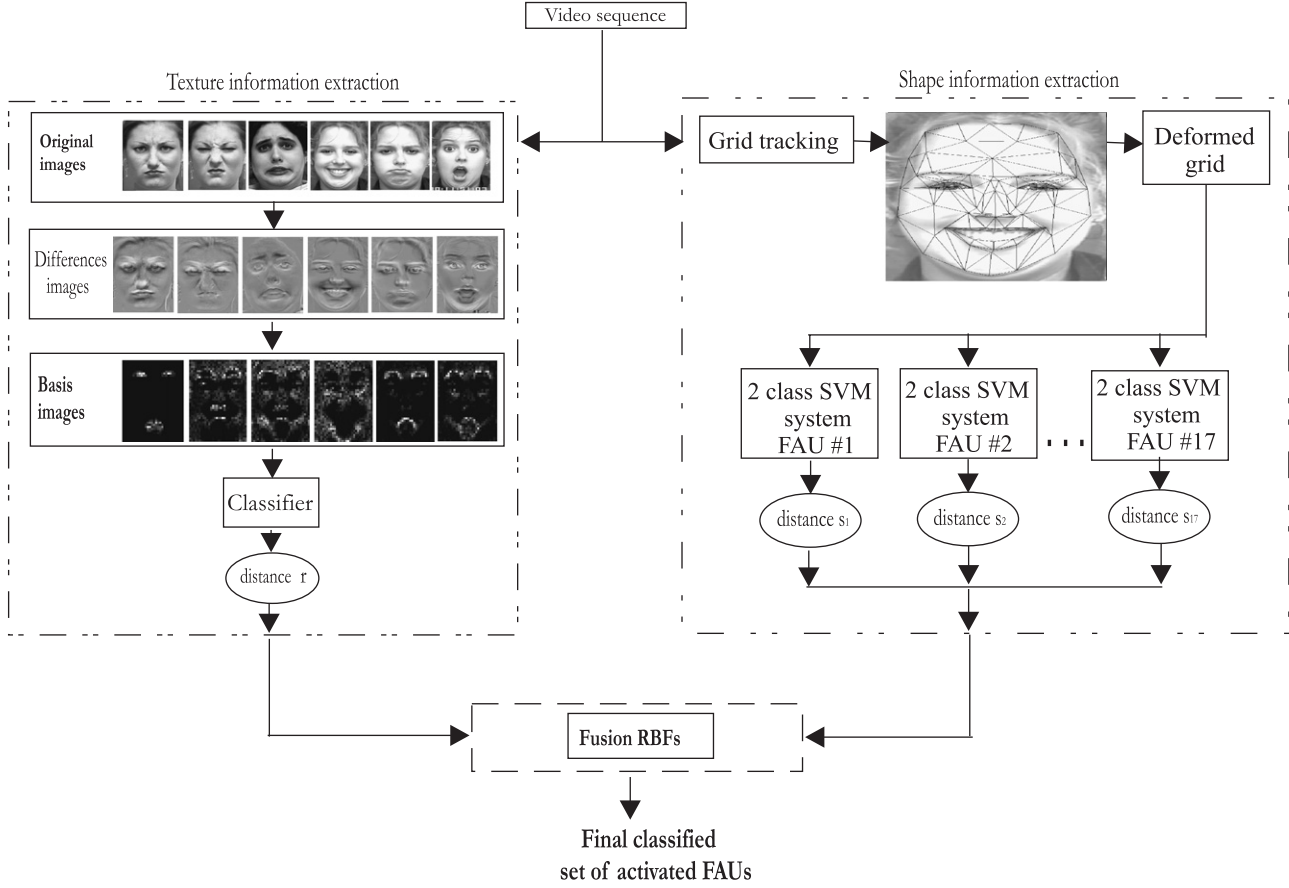 Video sequence
Texture information extraction
Original
images
Differences
images
Basis
images
Classifier
distance r
Shape information extraction
Grid tracking
Deformed
grid
2 class SVM
system
FAU #1
2 class SVM
system
FAU #2
...
2 class SVM
system
FAU #17
distance s1
distance s2
distance s17
Fusion RBFs
Final classified
set of activated FAUs